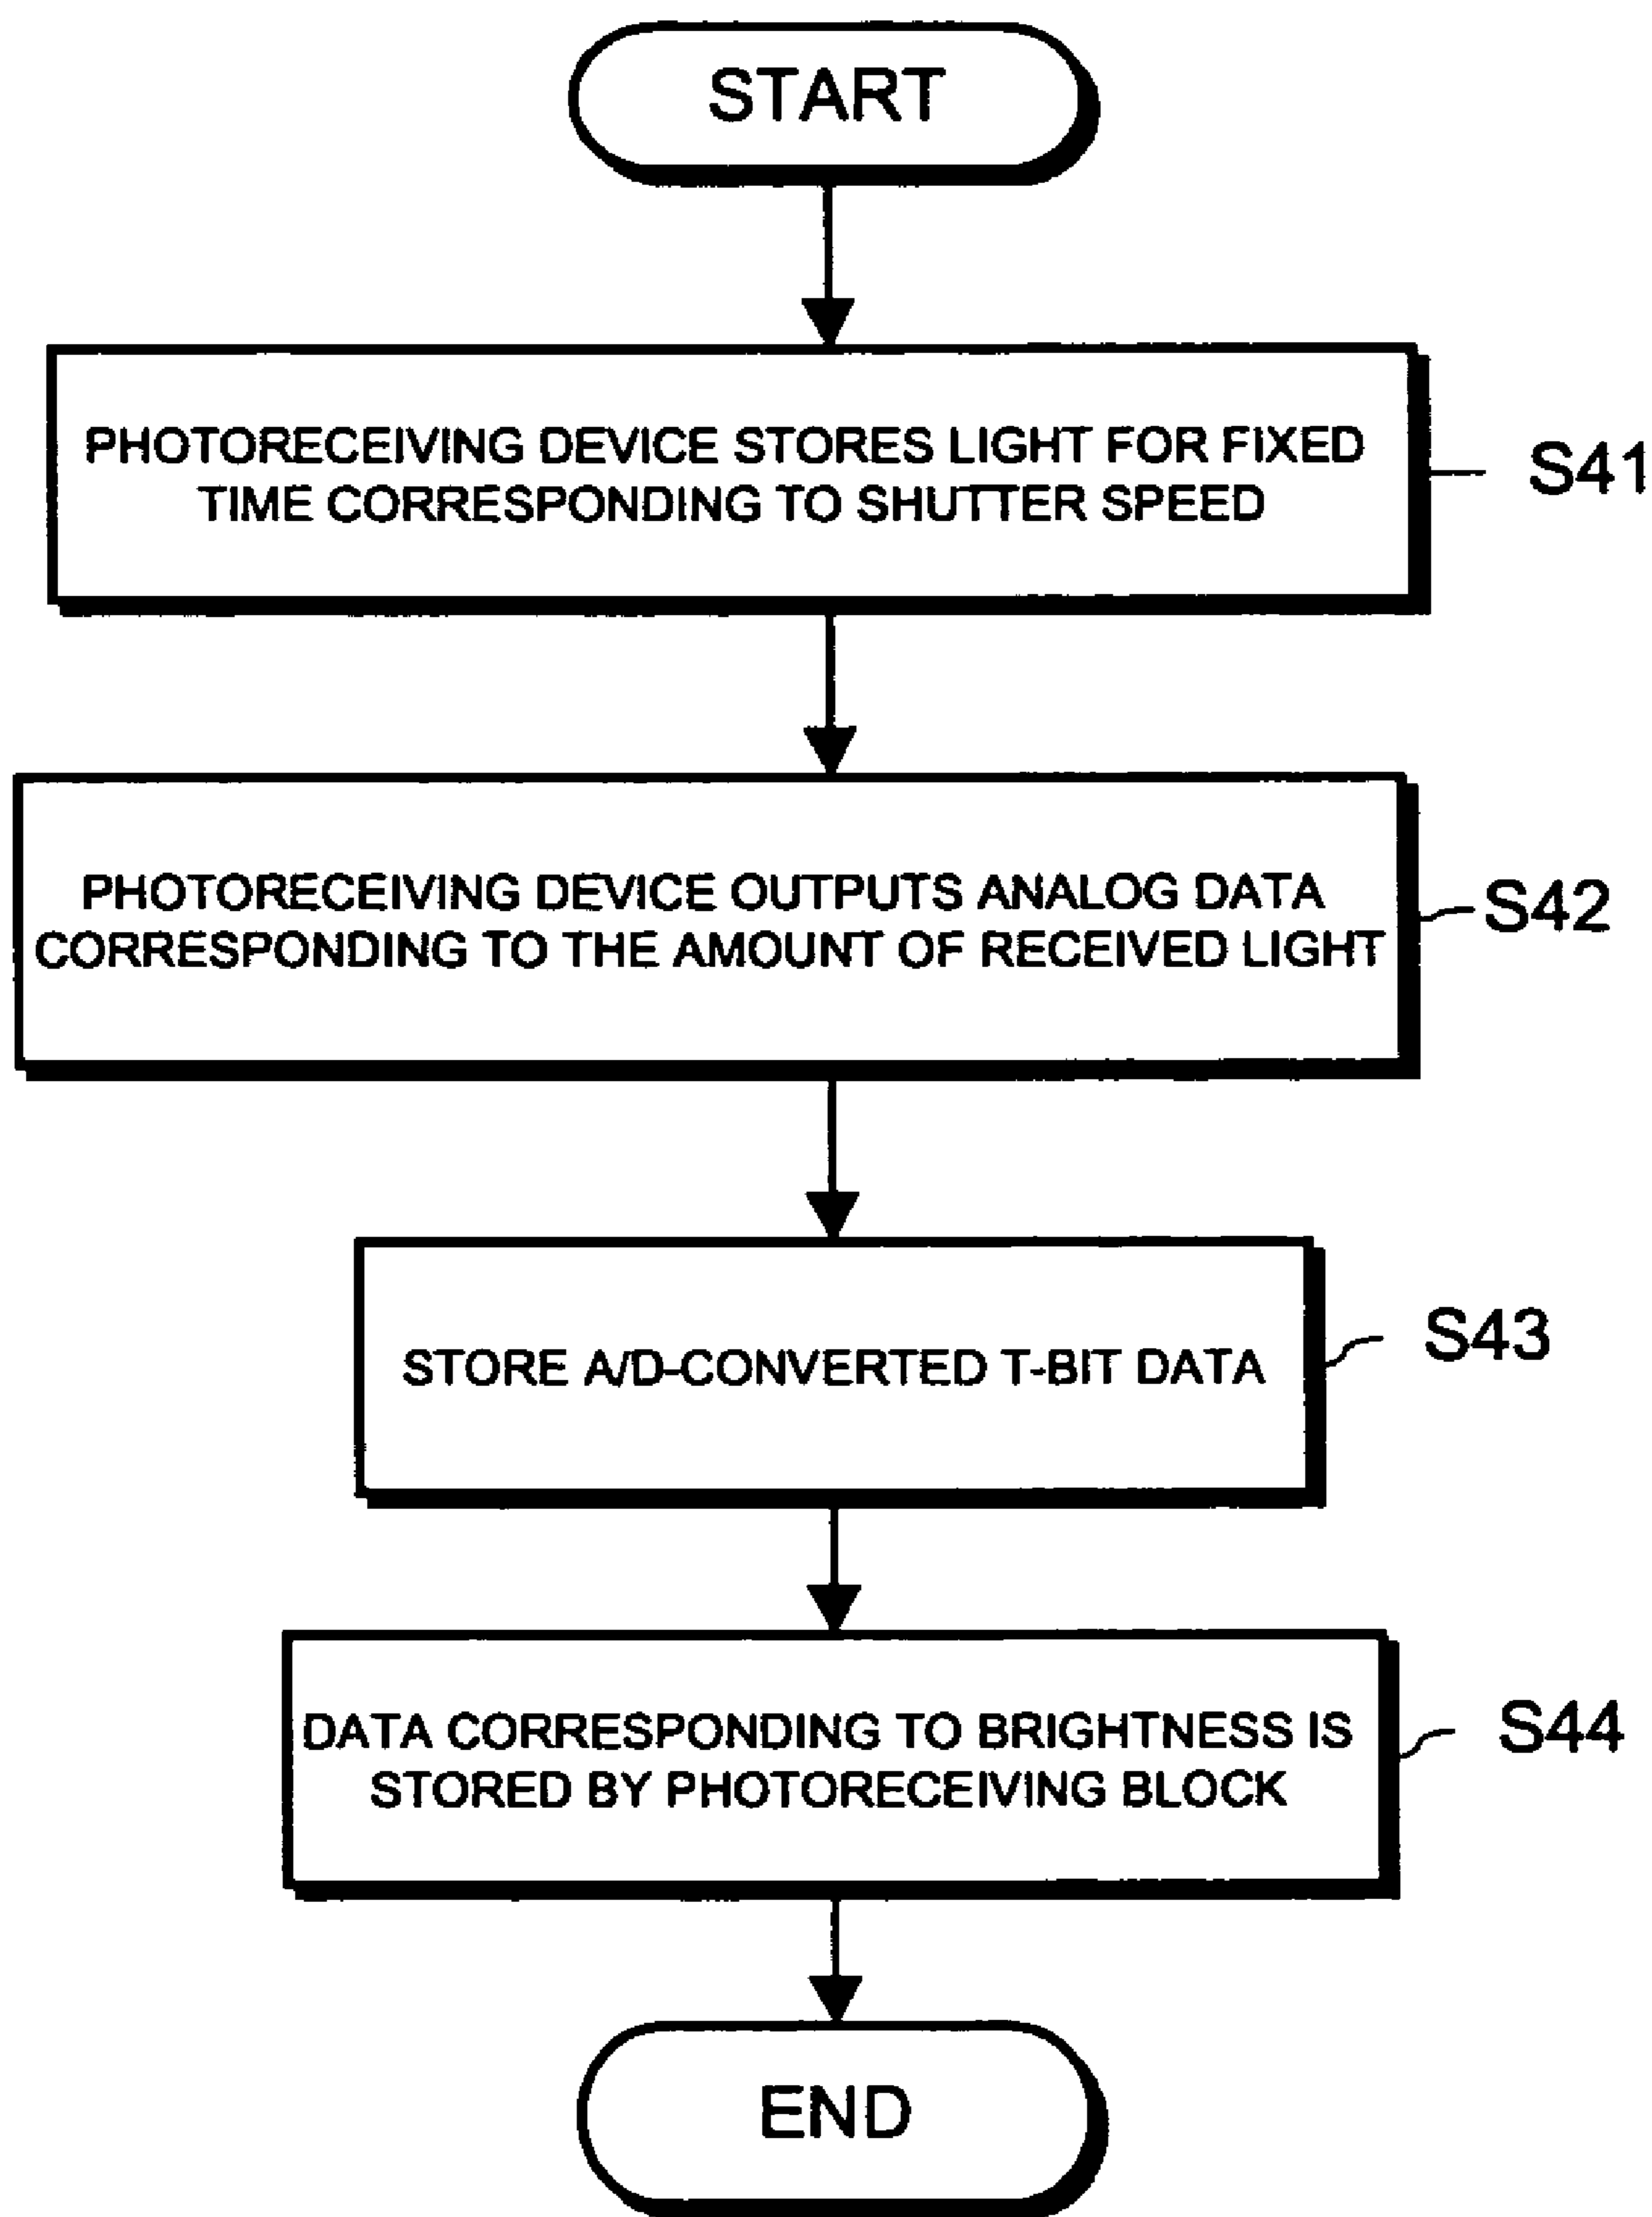 START
PHOTORECEIVING DEVICE STORES LIGHT FOR FIXED
TIME CORRESPONDING TO SHUTTER SPEED
S41
PHOTORECEIVING DEVICE OUTPUTS ANALOG DATA
CORRESPONDING TO THE AMOUNT OF RECEIVED LIGHT
S42
STORE A/D-CONVERTED T-BIT DATA
S43
DATA CORRESPONDING TO BRIGHTNESS IS
STORED BY PHOTORECEIVING BLOCK
S44
END